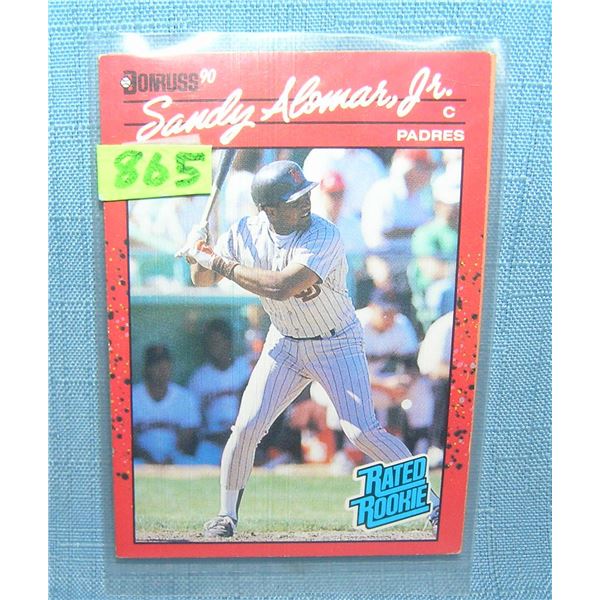 DONRUSS 90
Sandy Alomar, Jr.
C
PADRES
865
RATED
ROOKIE